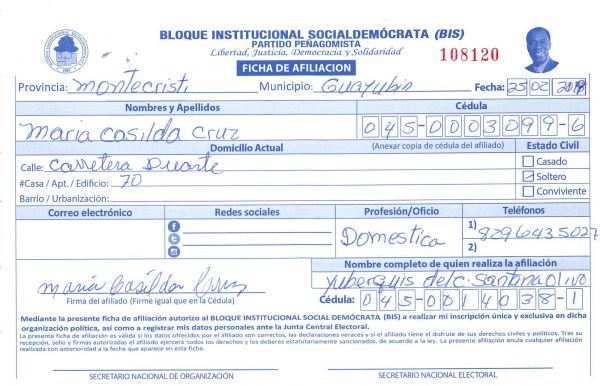 BLOQUE INSTITUCIONAL SOCIALDEMÓCRATA (BIS)
PARTIDO PEÑAGOMISTA
Libertad, Justicia, Democracia y Solidaridad
108120
FICHA DE AFILIACION
Provincia: Montecristi Municipio: Guayubin Fecha: 25 02 2019
Nombres y Apellidos Cédula
Maria Casilda Cruz 045-0003099-6
Domicilio Actual (Anexar copia de cédula del afiliado) Estado Civil
Calle: Carretera Duarte Casado
#Casa / Apt. / Edificio: 70 Soltero
Barrio / Urbanización: Conviviente
Correo electrónico Redes sociales Profesión/Oficio Teléfonos
Domestica 1) 8296435027
2)
Nombre completo de quien realiza la afiliación
Maria Casilda Cruz Yuberquis del c. Santana Olivo
Firma del afiliado (Firme igual que en la Cédula) Cédula: 045-0014038-1
Mediante la presente ficha de afiliación autorizo al BLOQUE INSTITUCIONAL SOCIAL DEMÓCRATA (BIS) a realizar mi inscripción única y exclusiva en dicha
organización política, así como a registrar mis datos personales ante la Junta Central Electoral.
La presente ficha de afiliación es válida, si los datos ofrecidos por el afiliado son correctos, las declaraciones veraces y si el afiliado tiene el disfrute de sus derechos civiles y políticos. Tras su
recepción, sello y firmas autorizadas el afiliado ejercerá todos los derechos y los deberes estatutariamente sancionados, de acuerdo a la ley. La presente afiliación anula cualquier afiliación
realizada con anterioridad a la fecha que aparece en esta ficha.
SECRETARIO NACIONAL DE ORGANIZACIÓN SECRETARIO NACIONAL ELECTORAL